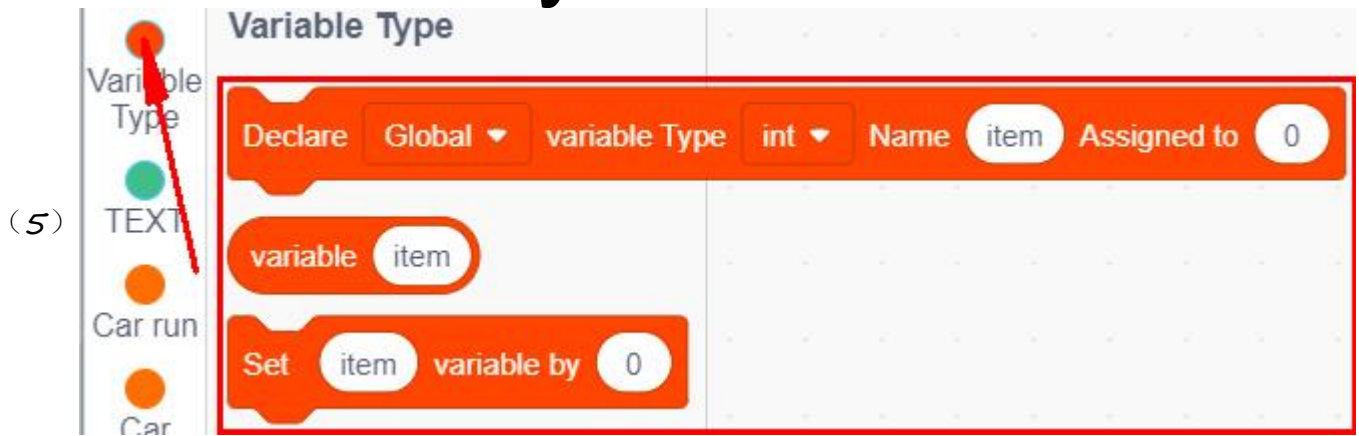 Variable Type
Variable
Type
Declare Global variable Type int Name item Assigned to 0
(5)
TEXT
variable item
Car run
Set item variable by 0
Car